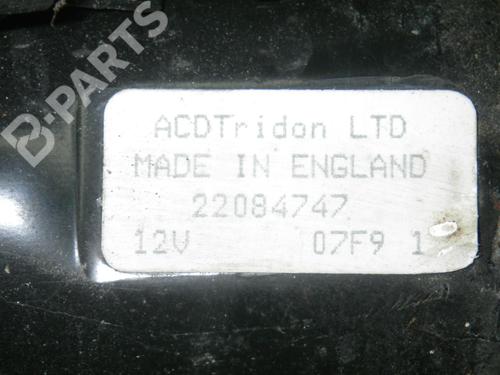 B-PARTS
ACDTridon LTD
MADE IN ENGLAND
22084747
12V 07F9 1